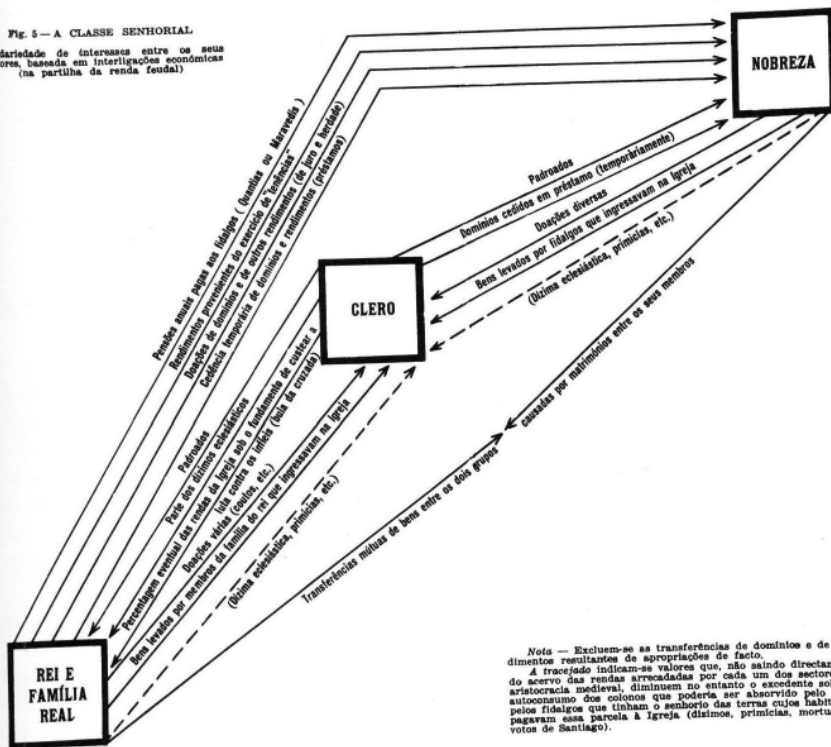 Fig. 5 — A CLASSE SENHORIAL
dariedade de interesses entre os seus
ores, baseada em interligações económicas
(na partilha da renda feudal)
NOBREZA
Pensões anuais pagas aos fidalgos ( Quantias ou Maravedis )
Rendimentos provenientes do exercício de "tenências"
Doações de domínios e de outros rendimentos (de juro e herdade)
Cedência temporária de domínios e rendimentos (préstamos)
Padroados
Domínios cedidos em préstamo (temporàriamente)
Doações diversas
Bens levados por fidalgos que ingressavam na Igreja
(Dízima eclesiástica, primícias, etc.)
CLERO
Padroados
Parte dos dízimos eclesiásticos
Percentagem eventual das rendas da Igreja sob o fundamento de custear a
luta contra os infiéis (bula da cruzada)
Doações várias (coutos, etc.)
Bens levados por membros da família do rei que ingressavam na Igreja
(Dízima eclesiástica, primícias, etc.)
Transferências mútuas de bens entre os dois grupos
causadas por matrimónios entre os seus membros
REI E
FAMÍLIA
REAL
Nota — Excluem-se as transferências de domínios e de
dimentos resultantes de apropriações de facto.
A tracejado indicam-se valores que, não saindo directam
do acervo das rendas arrecadadas por cada um dos sectore
aristocracia medieval, diminuem no entanto o excedente sob
autoconsumo dos colonos que poderia ser absorvido pelo
pelos fidalgos que tinham o senhorio das terras cujos habit
pagavam essa parcela à Igreja (dízimos, primícias, mortu
votos de Santiago).